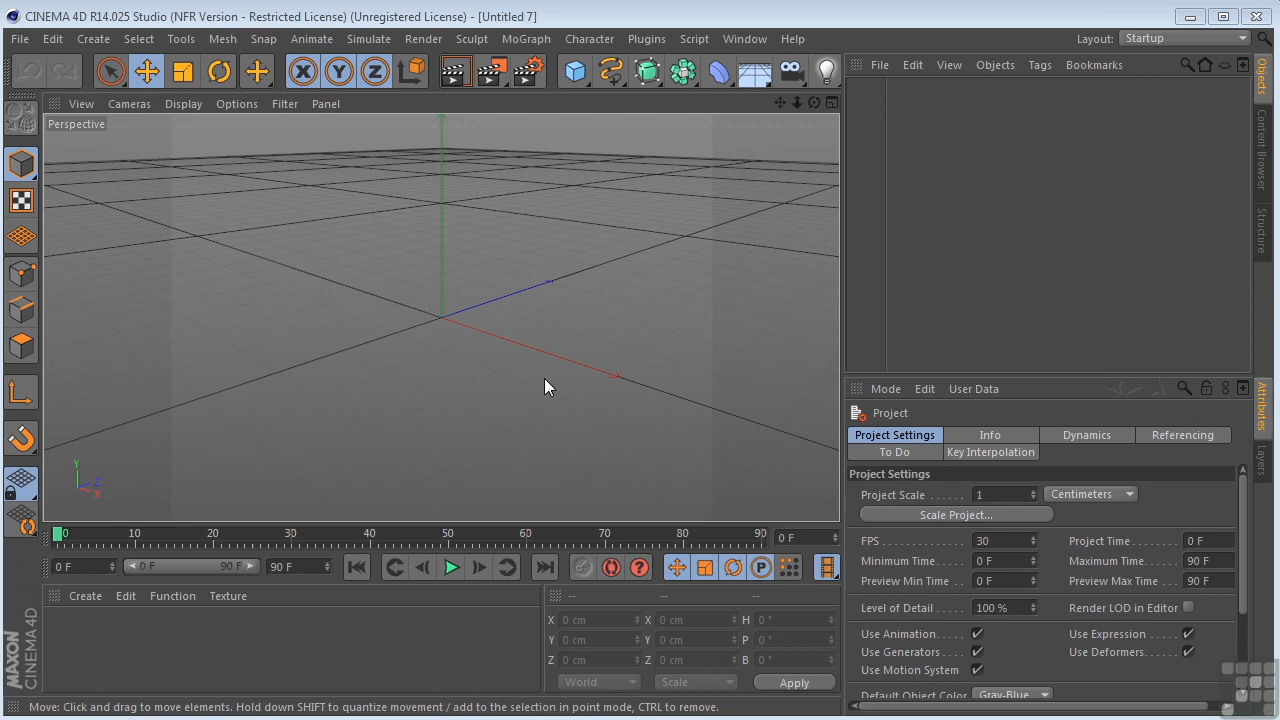 CINEMA 4D R14.025 Studio (NFR Version - Restricted License) (Unregistered License) - [Untitled 7]
File Edit Create Select Tools Mesh Snap Animate Simulate Render Sculpt MoGraph Character Plugins Script Window Help
Layout: Startup
X Y Z
File Edit View Objects Tags Bookmarks
View Cameras Display Options Filter Panel
Perspective
Y
Z
X
Objects
Content Browser
Structure
Mode Edit User Data
Project
Project Settings Info Dynamics Referencing
To Do Key Interpolation
Project Settings
Project Scale ...... 1 Centimeters
Scale Project...
FPS 30 Project Time ....... 0 F
Minimum Time 0 F Maximum Time. 90 F
Preview Min Time 0 F Preview Max Time 90 F
Level of Detail ..... 100 % Render LOD in Editor
Use Animation.... Use Expression ....
Use Generators.... Use Deformers....
Use Motion System
Default Object Color Gray-Blue
Attributes
Layers
0 10 20 30 40 50 60 70 80 90
0 F
0 F 0 F 90 F 90 F
P
Create Edit Function Texture
-- -- --
X 0 cm X 0 cm H 0 °
Y 0 cm Y 0 cm P 0 °
Z 0 cm Z 0 cm B 0 °
World Scale Apply
MAXON
CINEMA 4D
Move: Click and drag to move elements. Hold down SHIFT to quantize movement / add to the selection in point mode, CTRL to remove.